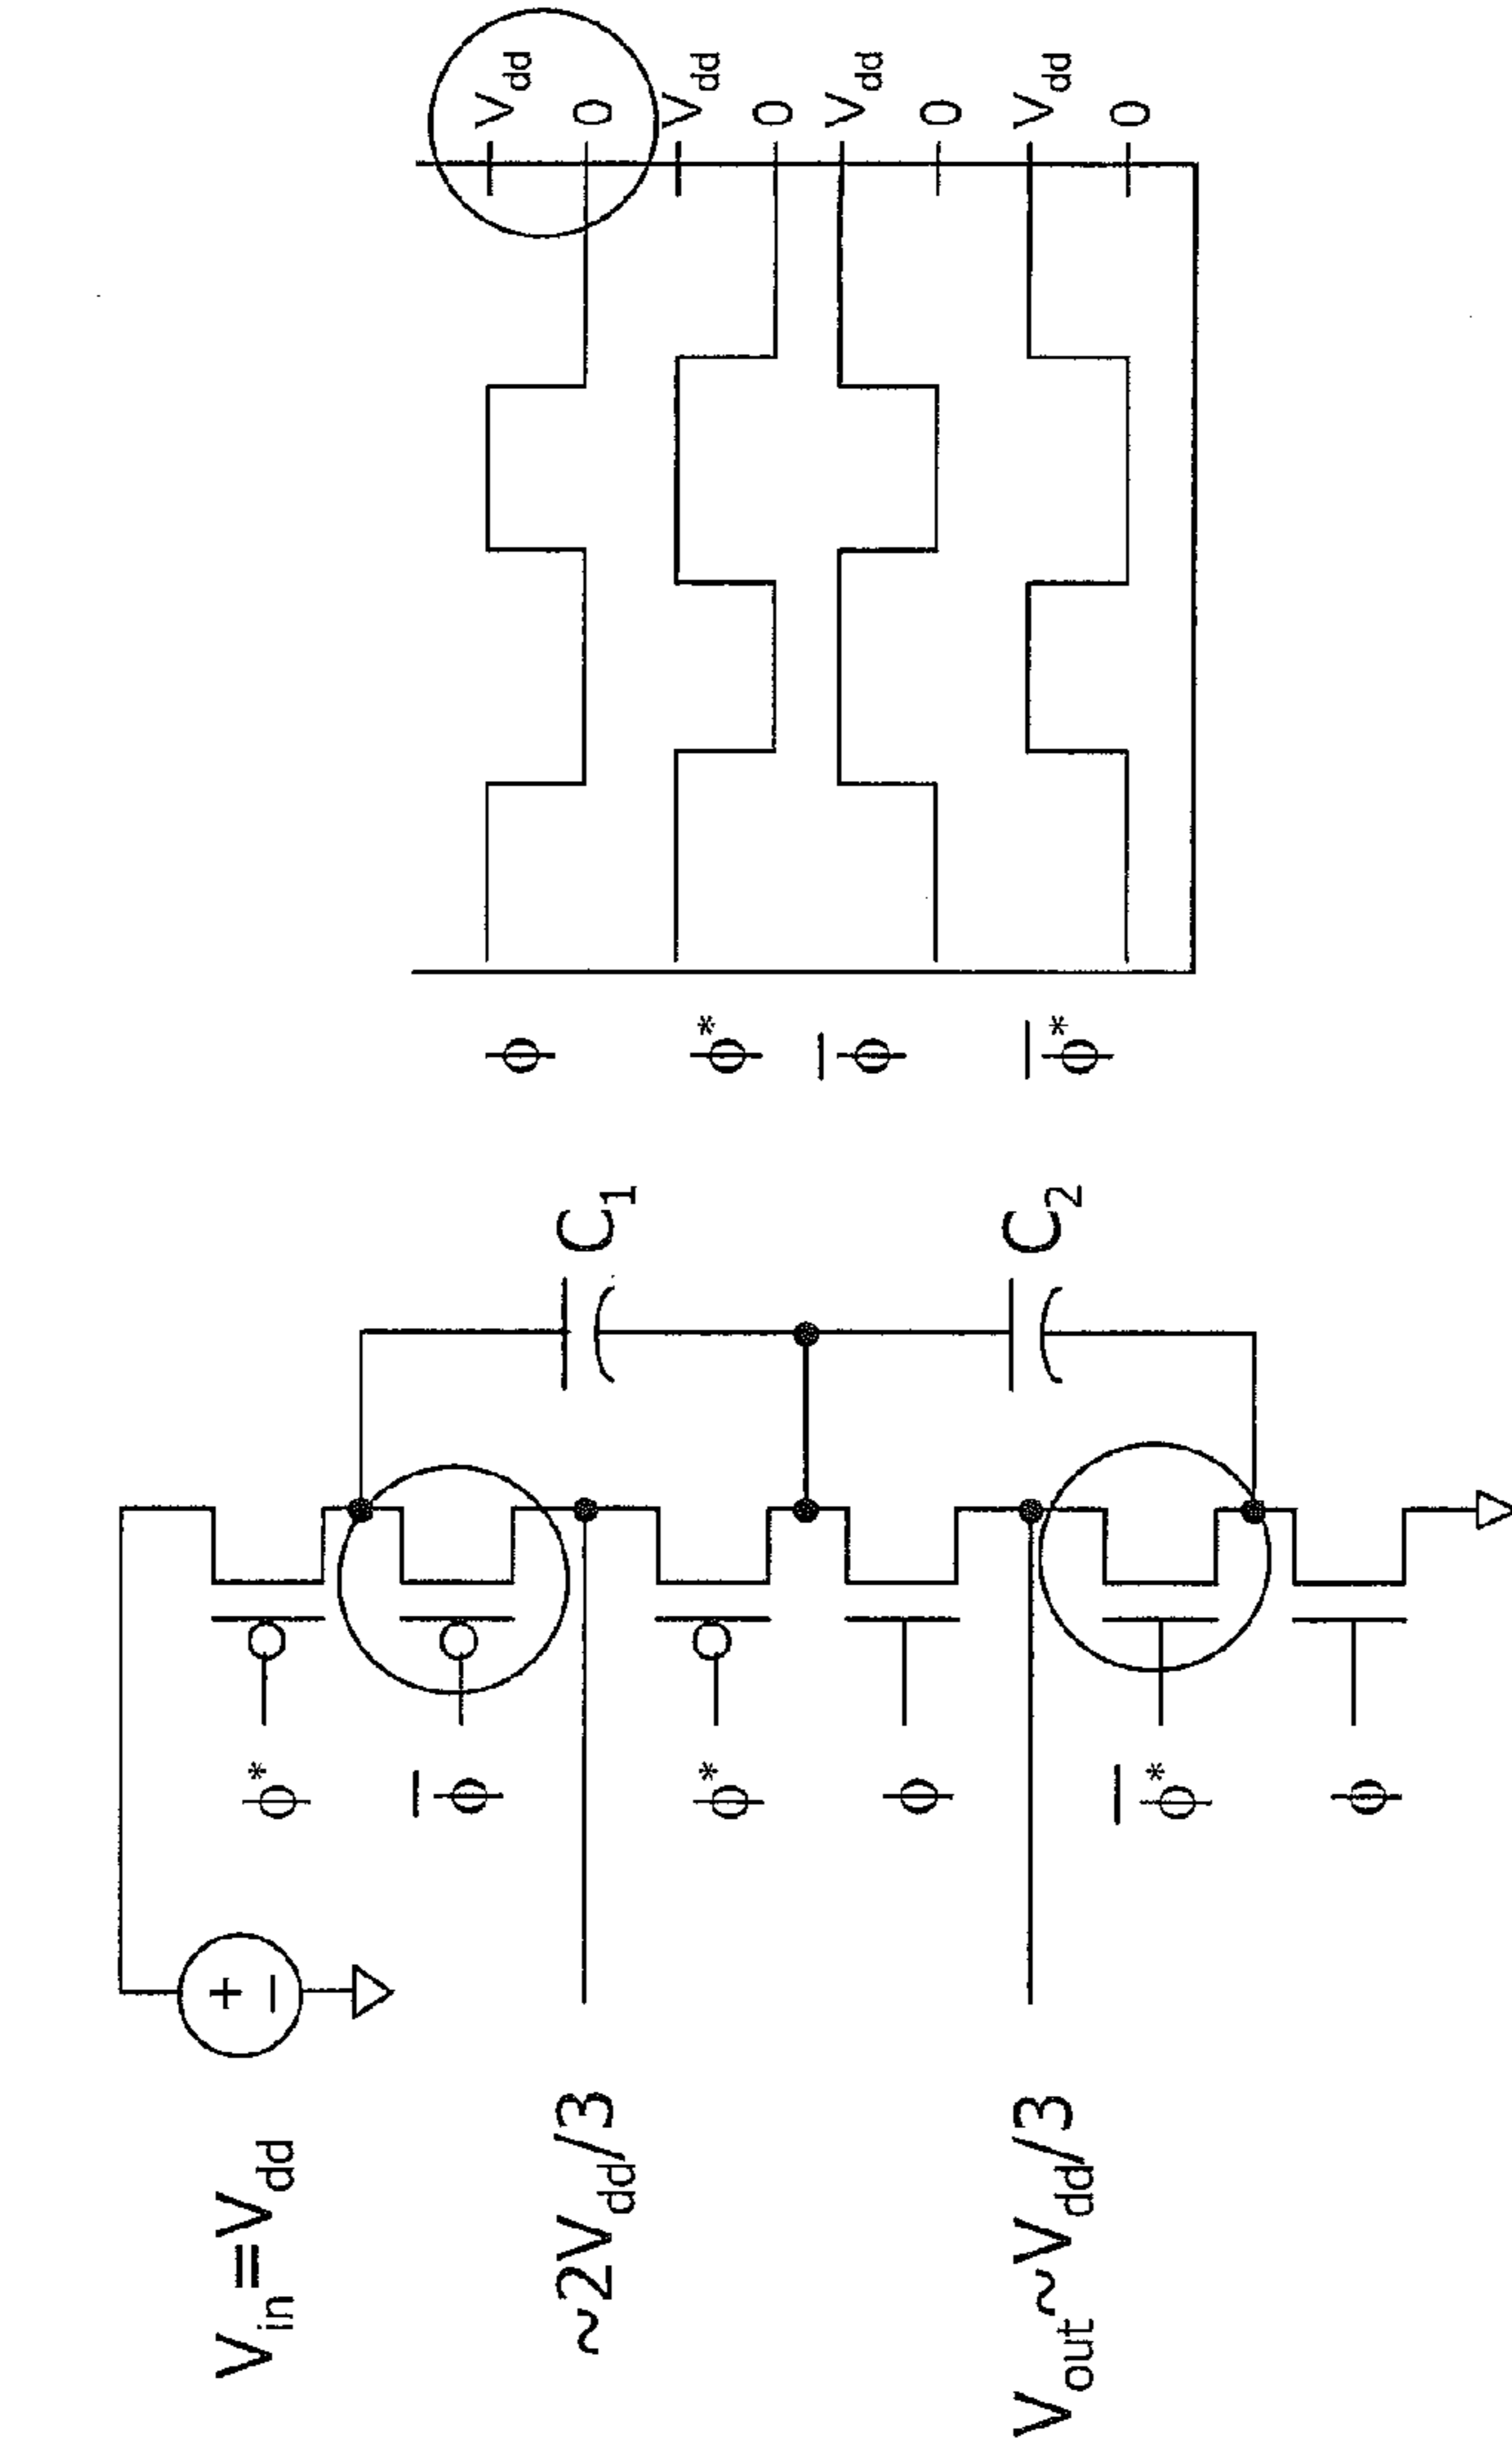 V_in=V_dd
~2V_dd/3
V_out~V_dd/3
+
−
ϕ*
ϕ̅
ϕ*
ϕ
ϕ̅*
ϕ
C_1
C_2
ϕ
ϕ*
ϕ̅
ϕ̅*
V_dd
0
V_dd
0
V_dd
0
V_dd
0